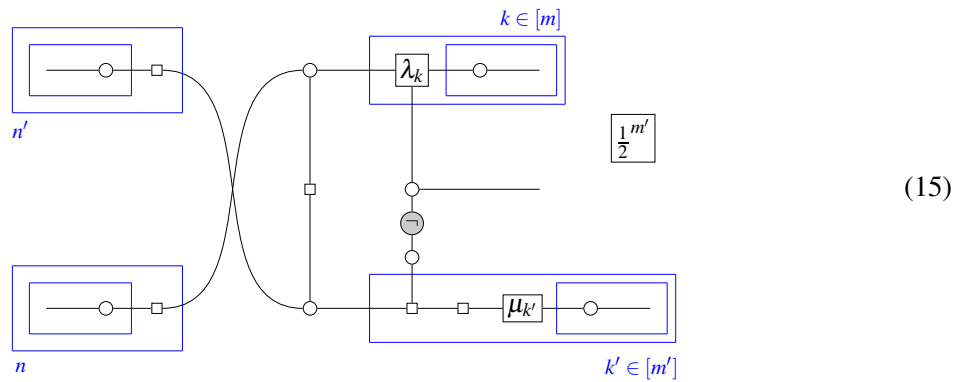 k ∈ [m]
λ_k
n′
1/2^{m′}
(15)
¬
μ_{k′}
n
k′ ∈ [m′]